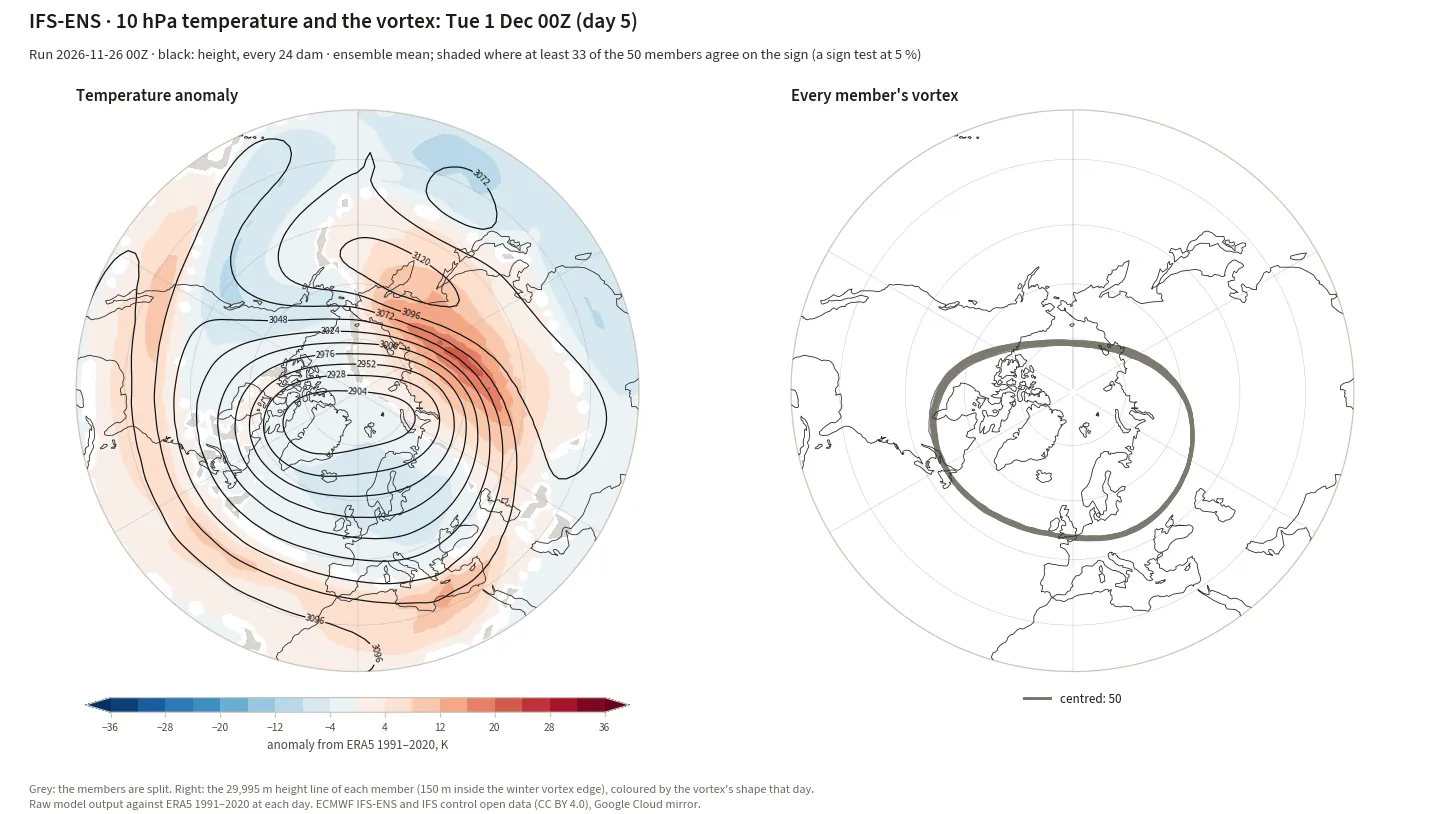 IFS-ENS · 10 hPa temperature and the vortex: Tue 1 Dec 00Z (day 5)
Run 2026-11-26 00Z · black: height, every 24 dam · ensemble mean; shaded where at least 33 of the 50 members agree on the sign (a sign test at 5 %)
Temperature anomaly
Every member's vortex
3072
3120
3072
3096
3048
3024
2976
2952
2928
2904
3096
3096
−36 −28 −20 −12 −4 4 12 20 28 36
anomaly from ERA5 1991–2020, K
centred: 50
Grey: the members are split. Right: the 29,995 m height line of each member (150 m inside the winter vortex edge), coloured by the vortex's shape that day.
Raw model output against ERA5 1991–2020 at each day. ECMWF IFS-ENS and IFS control open data (CC BY 4.0), Google Cloud mirror.